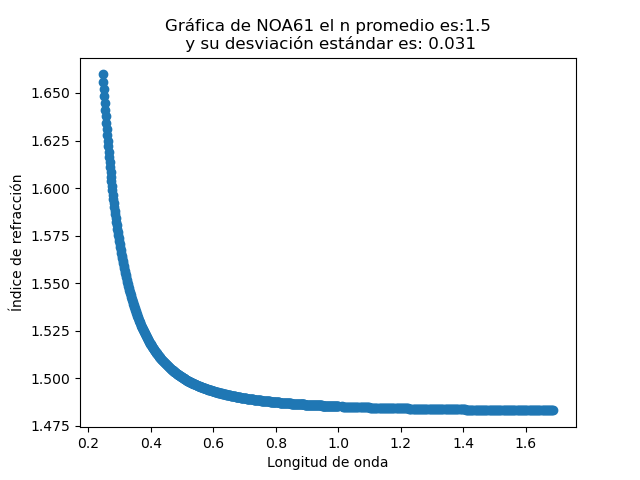 Gráfica de NOA61 el n promedio es:1.5
y su desviación estándar es: 0.031
1.650
1.625
1.600
1.575
1.550
1.525
1.500
1.475
Índice de refracción
0.2 0.4 0.6 0.8 1.0 1.2 1.4 1.6
Longitud de onda